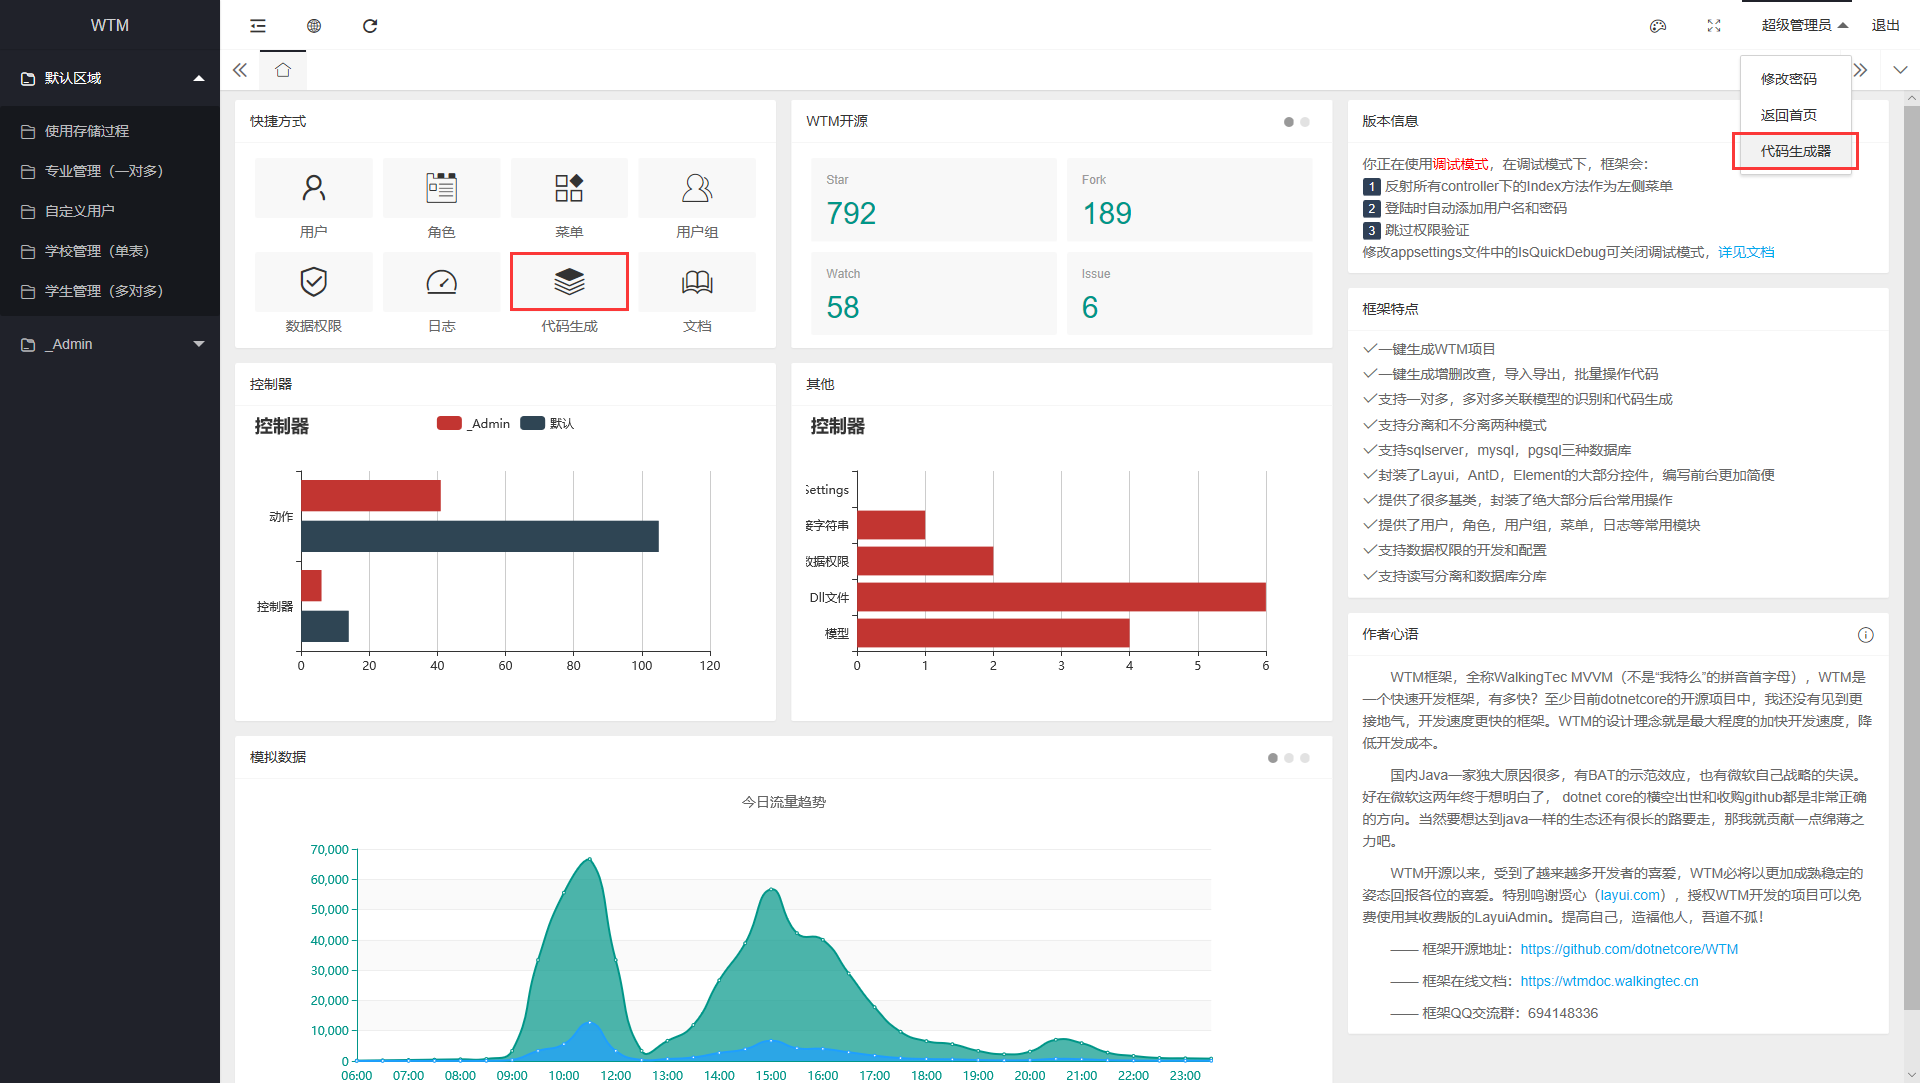 WTM
默认区域
使用存储过程
专业管理（一对多）
自定义用户
学校管理（单表）
学生管理（多对多）
_Admin
超级管理员
退出
修改密码
返回首页
代码生成器
快捷方式
用户
角色
菜单
用户组
数据权限
日志
代码生成
文档
WTM开源
Star
792
Fork
189
Watch
58
Issue
6
版本信息
你正在使用调试模式，在调试模式下，框架会：
1 反射所有controller下的Index方法作为左侧菜单
2 登陆时自动添加用户名和密码
3 跳过权限验证
修改appsettings文件中的IsQuickDebug可关闭调试模式，详见文档
框架特点
一键生成WTM项目
一键生成增删改查，导入导出，批量操作代码
支持一对多，多对多关联模型的识别和代码生成
支持分离和不分离两种模式
支持sqlserver，mysql，pgsql三种数据库
封装了Layui，AntD，Element的大部分控件，编写前台更加简便
提供了很多基类，封装了绝大部分后台常用操作
提供了用户，角色，用户组，菜单，日志等常用模块
支持数据权限的开发和配置
支持读写分离和数据库分库
控制器
控制器
_Admin 默认
动作
控制器
0 20 40 60 80 100 120
其他
控制器
Settings
接字符串
数据权限
Dll文件
模型
0 1 2 3 4 5 6
作者心语
WTM框架，全称WalkingTec MVVM（不是“我特么”的拼音首字母），WTM是
一个快速开发框架，有多快？至少目前dotnetcore的开源项目中，我还没有见到更
接地气，开发速度更快的框架。WTM的设计理念就是最大程度的加快开发速度，降
低开发成本。
国内Java一家独大原因很多，有BAT的示范效应，也有微软自己战略的失误。
好在微软这两年终于想明白了， dotnet core的横空出世和收购github都是非常正确
的方向。当然要想达到java一样的生态还有很长的路要走，那我就贡献一点绵薄之
力吧。
WTM开源以来，受到了越来越多开发者的喜爱，WTM必将以更加成熟稳定的
姿态回报各位的喜爱。特别鸣谢贤心（layui.com），授权WTM开发的项目可以免
费使用其收费版的LayuiAdmin。提高自己，造福他人，吾道不孤！
—— 框架开源地址：https://github.com/dotnetcore/WTM
—— 框架在线文档：https://wtmdoc.walkingtec.cn
—— 框架QQ交流群：694148336
模拟数据
今日流量趋势
70,000
60,000
50,000
40,000
30,000
20,000
10,000
0
06:00 07:00 08:00 09:00 10:00 12:00 13:00 14:00 15:00 16:00 17:00 18:00 19:00 20:00 21:00 22:00 23:00